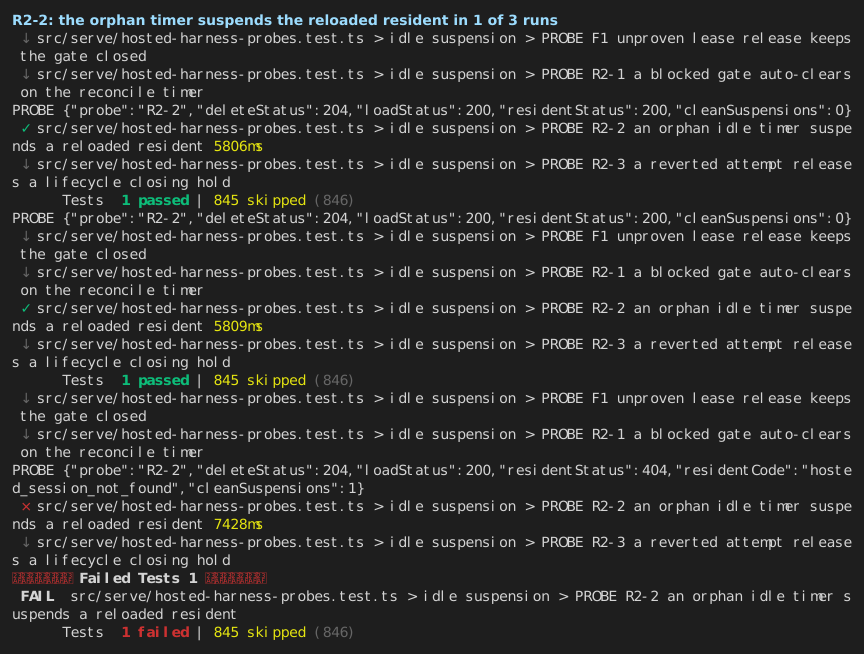 R2-2: the orphan timer suspends the reloaded resident in 1 of 3 runs
↓ src/serve/hosted-harness-probes.test.ts > idle suspension > PROBE F1 unproven lease release keeps
the gate closed
↓ src/serve/hosted-harness-probes.test.ts > idle suspension > PROBE R2-1 a blocked gate auto-clears
on the reconcile timer
PROBE {"probe":"R2-2","deleteStatus":204,"loadStatus":200,"residentStatus":200,"cleanSuspensions":0}
✓ src/serve/hosted-harness-probes.test.ts > idle suspension > PROBE R2-2 an orphan idle timer suspe
nds a reloaded resident 5806ms
↓ src/serve/hosted-harness-probes.test.ts > idle suspension > PROBE R2-3 a reverted attempt release
s a lifecycle closing hold
Tests 1 passed | 845 skipped (846)
PROBE {"probe":"R2-2","deleteStatus":204,"loadStatus":200,"residentStatus":200,"cleanSuspensions":0}
↓ src/serve/hosted-harness-probes.test.ts > idle suspension > PROBE F1 unproven lease release keeps
the gate closed
↓ src/serve/hosted-harness-probes.test.ts > idle suspension > PROBE R2-1 a blocked gate auto-clears
on the reconcile timer
✓ src/serve/hosted-harness-probes.test.ts > idle suspension > PROBE R2-2 an orphan idle timer suspe
nds a reloaded resident 5809ms
↓ src/serve/hosted-harness-probes.test.ts > idle suspension > PROBE R2-3 a reverted attempt release
s a lifecycle closing hold
Tests 1 passed | 845 skipped (846)
↓ src/serve/hosted-harness-probes.test.ts > idle suspension > PROBE F1 unproven lease release keeps
the gate closed
↓ src/serve/hosted-harness-probes.test.ts > idle suspension > PROBE R2-1 a blocked gate auto-clears
on the reconcile timer
PROBE {"probe":"R2-2","deleteStatus":204,"loadStatus":200,"residentStatus":404,"residentCode":"hoste
d_session_not_found","cleanSuspensions":1}
× src/serve/hosted-harness-probes.test.ts > idle suspension > PROBE R2-2 an orphan idle timer suspe
nds a reloaded resident 7428ms
↓ src/serve/hosted-harness-probes.test.ts > idle suspension > PROBE R2-3 a reverted attempt release
s a lifecycle closing hold
Failed Tests 1
FAIL src/serve/hosted-harness-probes.test.ts > idle suspension > PROBE R2-2 an orphan idle timer s
uspends a reloaded resident
Tests 1 failed | 845 skipped (846)